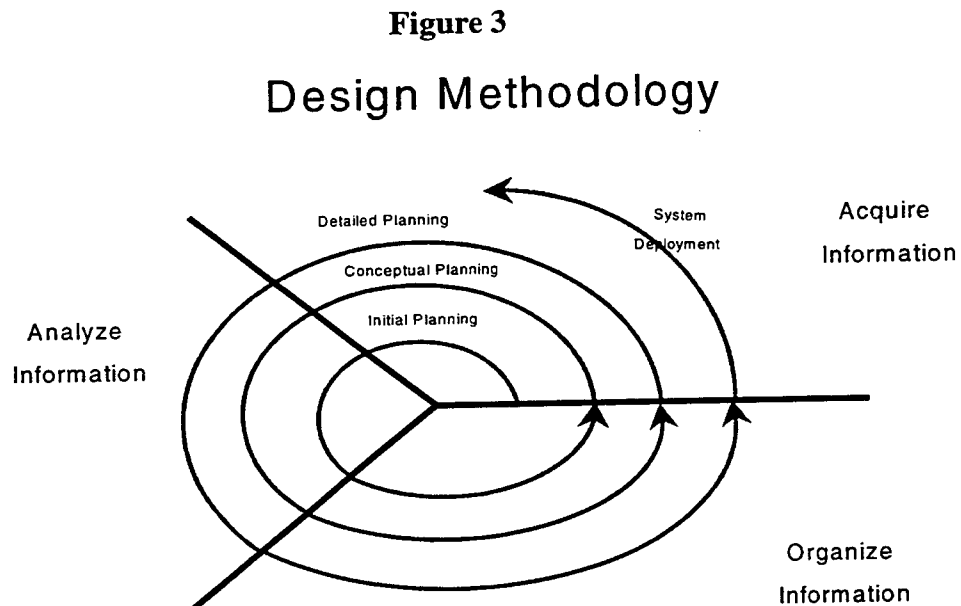 Figure 3
Design Methodology
Detailed Planning
System
Deployment
Acquire
Information
Conceptual Planning
Initial Planning
Analyze
Information
Organize
Information